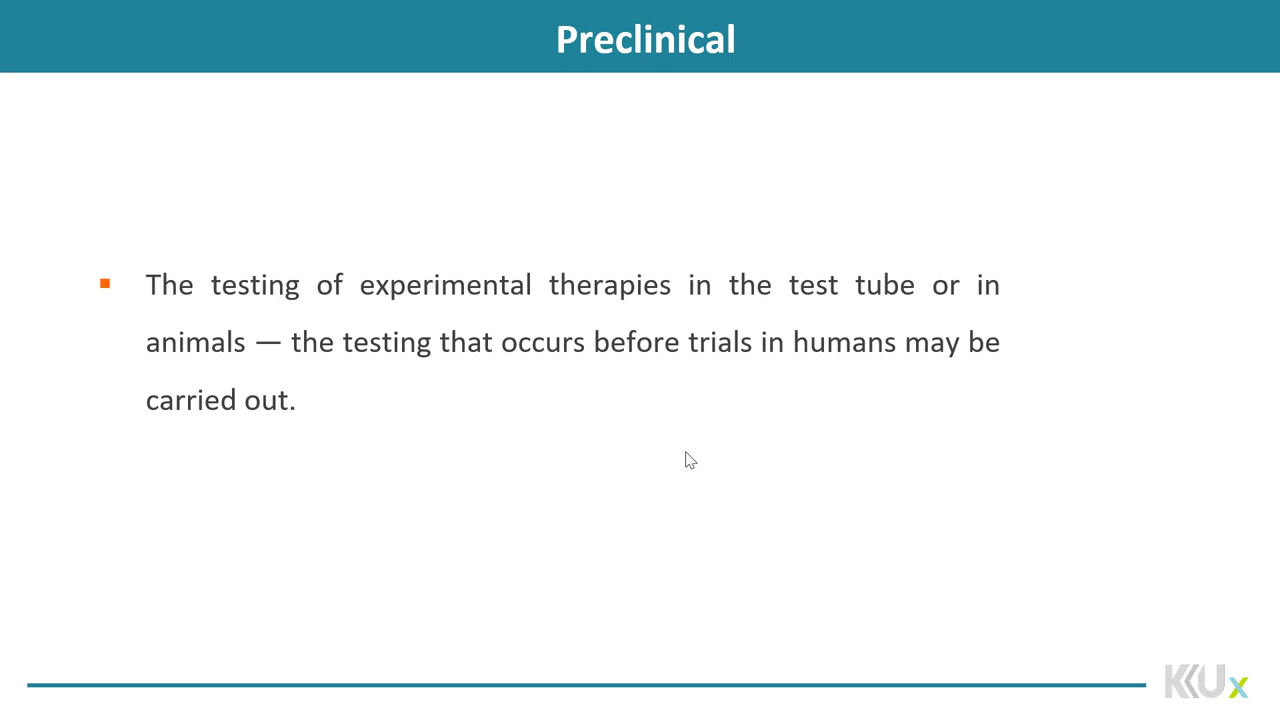 Preclinical
The testing of experimental therapies in the test tube or in
animals — the testing that occurs before trials in humans may be
carried out.
KKUx